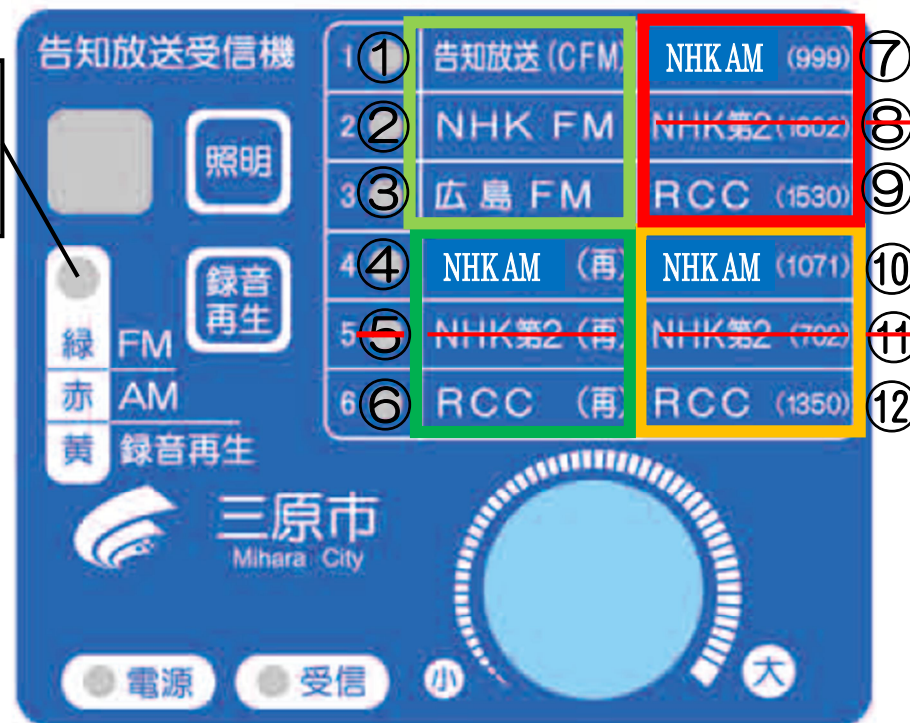 告知放送受信機
照明
録音
再生
緑 FM
赤 AM
黄 録音再生
1 ① 告知放送(CFM) NHK AM (999) ⑦
2 ② NHK FM NHK第2(1602) ⑧
3 ③ 広島FM RCC (1530) ⑨
4 ④ NHK AM (再) NHK AM (1071) ⑩
5 ⑤ NHK第2 (再) NHK第2 (702) ⑪
6 ⑥ RCC (再) RCC (1350) ⑫
三原市
Mihara City
電源 受信 小 大